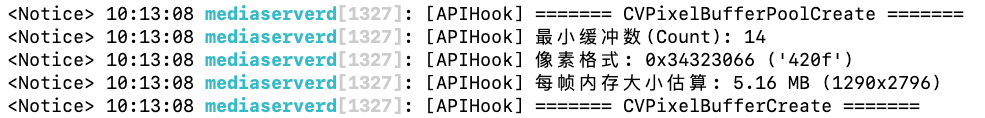 <Notice> 10:13:08 mediaserverd[1327]: [APIHook] ======= CVPixelBufferPoolCreate =======
<Notice> 10:13:08 mediaserverd[1327]: [APIHook] 最小缓冲数(Count): 14
<Notice> 10:13:08 mediaserverd[1327]: [APIHook] 像素格式: 0x34323066 ('420f')
<Notice> 10:13:08 mediaserverd[1327]: [APIHook] 每帧内存大小估算: 5.16 MB (1290x2796)
<Notice> 10:13:08 mediaserverd[1327]: [APIHook] ======= CVPixelBufferCreate =======